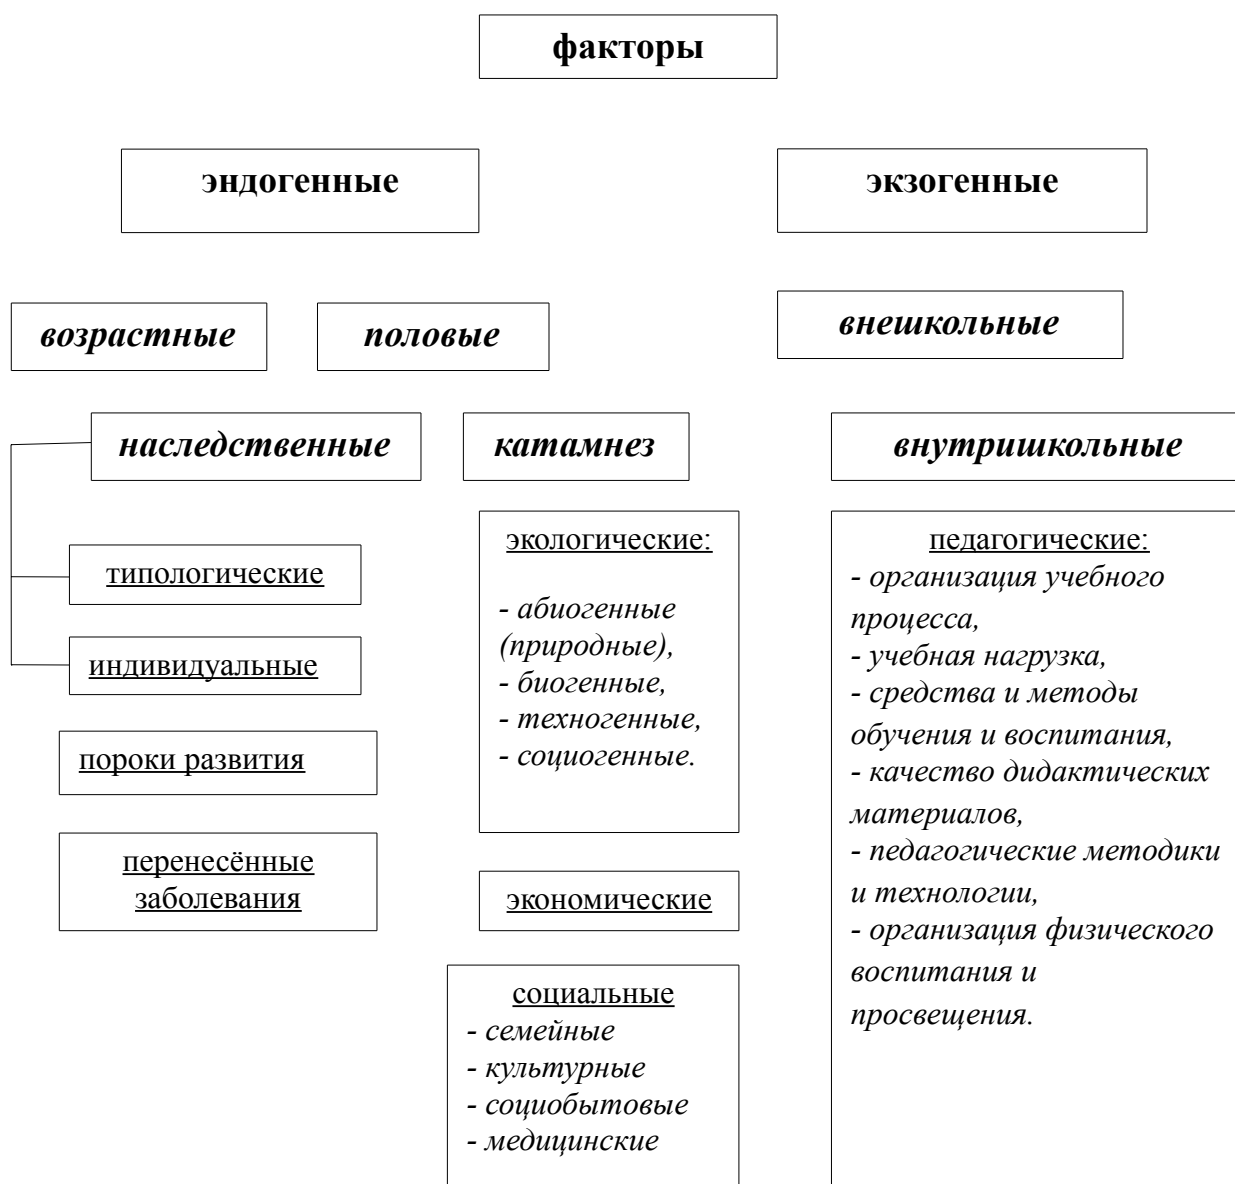 факторы
эндогенные
экзогенные
возрастные
половые
внешкольные
наследственные
катамнез
внутришкольные
типологические
индивидуальные
пороки развития
перенесённые
заболевания
экологические:
- абиогенные
(природные),
- биогенные,
- техногенные,
- социогенные.
экономические
социальные
- семейные
- культурные
- социобытовые
- медицинские
педагогические:
- организация учебного
процесса,
- учебная нагрузка,
- средства и методы
обучения и воспитания,
- качество дидактических
материалов,
- педагогические методики
и технологии,
- организация физического
воспитания и
просвещения.